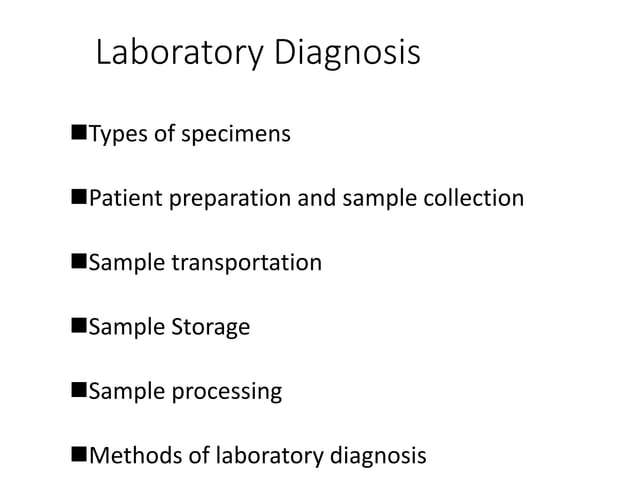 Laboratory Diagnosis
■Types of specimens
■Patient preparation and sample collection
■Sample transportation
■Sample Storage
■Sample processing
■Methods of laboratory diagnosis